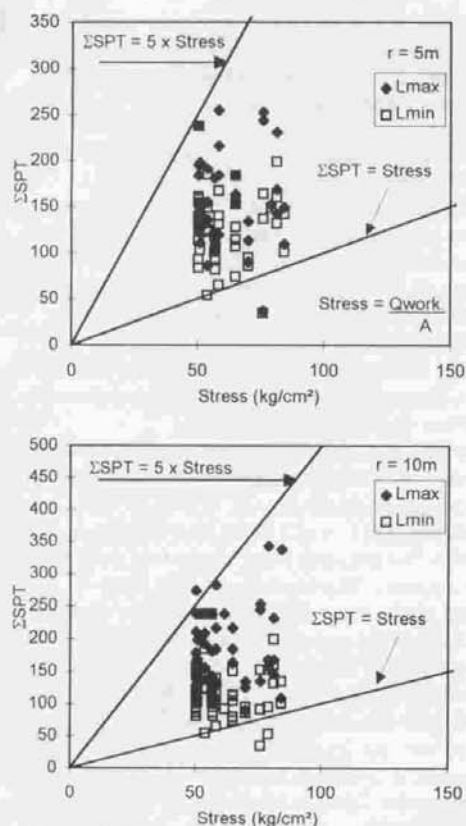 350
300
250
200
150
100
50
0
ΣSPT
ΣSPT = 5 x Stress
r = 5m
Lmax
Lmin
ΣSPT = Stress
Stress = Qwork
A
0
50
100
150
Stress (kg/cm²)
500
450
400
350
300
250
200
150
100
50
0
ΣSPT
ΣSPT = 5 x Stress
r = 10m
Lmax
Lmin
ΣSPT = Stress
0
50
100
150
Stress (kg/cm²)